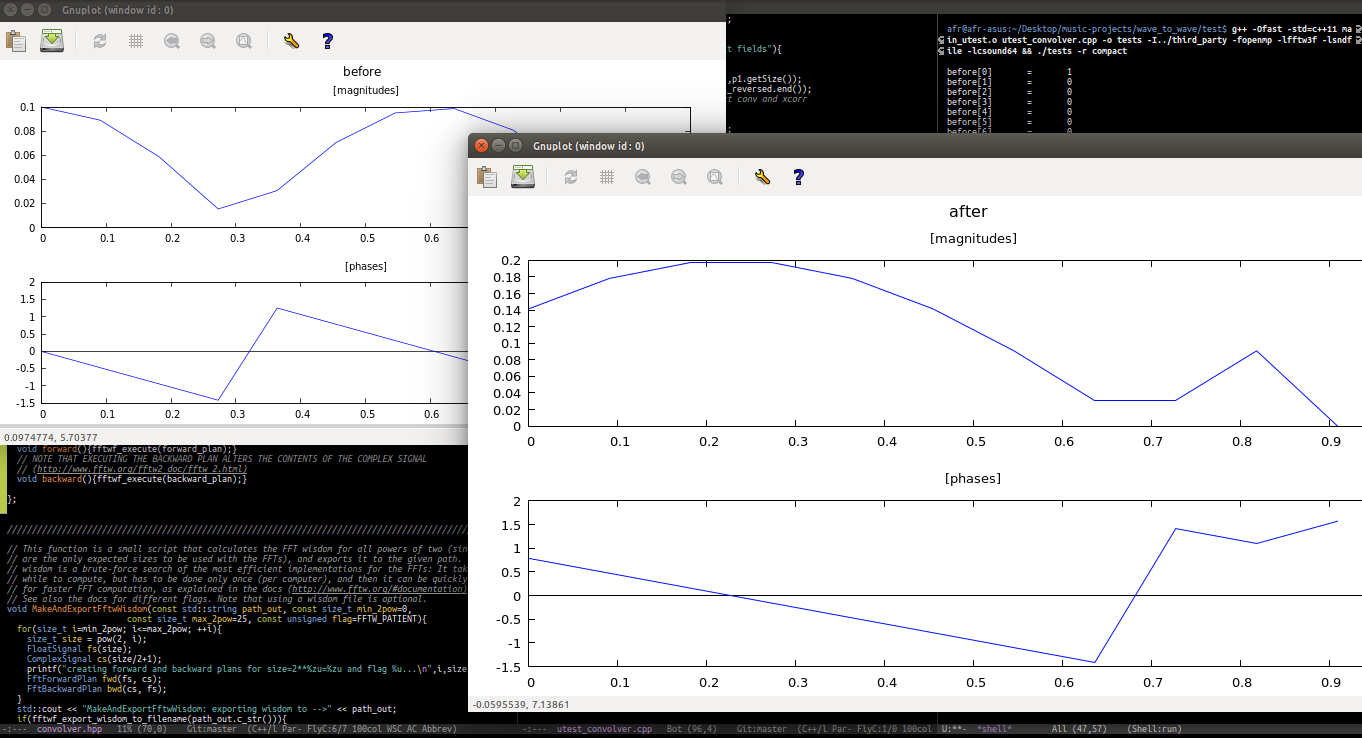 Gnuplot (window id : 0)
before
[magnitudes]
0.1
0.08
0.06
0.04
0.02
0
0 0.1 0.2 0.3 0.4 0.5 0.6
[phases]
2
1.5
1
0.5
0
-0.5
-1
-1.5
0 0.1 0.2 0.3 0.4 0.5 0.6
0.0974774, 5.70377
;
t fields"){
,p1.getSize());
_reversed.end());
t conv and xcorr
;
afr@afr-asus:~/Desktop/music-projects/wave_to_wave/test$ g++ -Ofast -std=c++11 ma
in_utest.o utest_convolver.cpp -o tests -I../third_party -fopenmp -lfftw3f -lsndf
ile -lcsound64 && ./tests -r compact
before[0] = 1
before[1] = 0
before[2] = 0
before[3] = 0
before[4] = 0
before[5] = 0
before[6] = 0
Gnuplot (window id : 0)
after
[magnitudes]
0.2
0.18
0.16
0.14
0.12
0.1
0.08
0.06
0.04
0.02
0
0 0.1 0.2 0.3 0.4 0.5 0.6 0.7 0.8 0.9
[phases]
2
1.5
1
0.5
0
-0.5
-1
-1.5
0 0.1 0.2 0.3 0.4 0.5 0.6 0.7 0.8 0.9
-0.0595539, 7.13861
void forward(){fftwf_execute(forward_plan);}
// NOTE THAT EXECUTING THE BACKWARD PLAN ALTERS THE CONTENTS OF THE COMPLEX SIGNAL
// (http://www.fftw.org/fftw2_doc/fftw_2.html)
void backward(){fftwf_execute(backward_plan);}
};
// This function is a small script that calculates the FFT wisdom for all powers of two (sin
// are the only expected sizes to be used with the FFTs), and exports it to the given path.
// wisdom is a brute-force search of the most efficient implementations for the FFTs: It tak
// while to compute, but has to be done only once (per computer), and then it can be quickly
// for faster FFT computation, as explained in the docs (http://www.fftw.org/#documentation)
// See also the docs for different flags. Note that using a wisdom file is optional.
void MakeAndExportFftwWisdom(const std::string path_out, const size_t min_2pow=0,
const size_t max_2pow=25, const unsigned flag=FFTW_PATIENT){
for(size_t i=min_2pow; i<=max_2pow; ++i){
size_t size = pow(2, i);
FloatSignal fs(size);
ComplexSignal cs(size/2+1);
printf("creating forward and backward plans for size=2**%zu=%zu and flag %u...\n",i,size
FftForwardPlan fwd(fs, cs);
FftBackwardPlan bwd(cs, fs);
}
std::cout << "MakeAndExportFftwWisdom: exporting wisdom to -->" << path_out;
if(fftwf_export_wisdom_to_filename(path_out.c_str())){
-:--- convolver.hpp 11% (70,0) Git:master (C++/l Par- FlyC:6/7 100col WSC AC Abbrev)
-:--- utest_convolver.cpp Bot (96,4) Git:master (C++/l Par- FlyC:1/0 100col
U:**- *shell* All (47,57) (Shell:run)